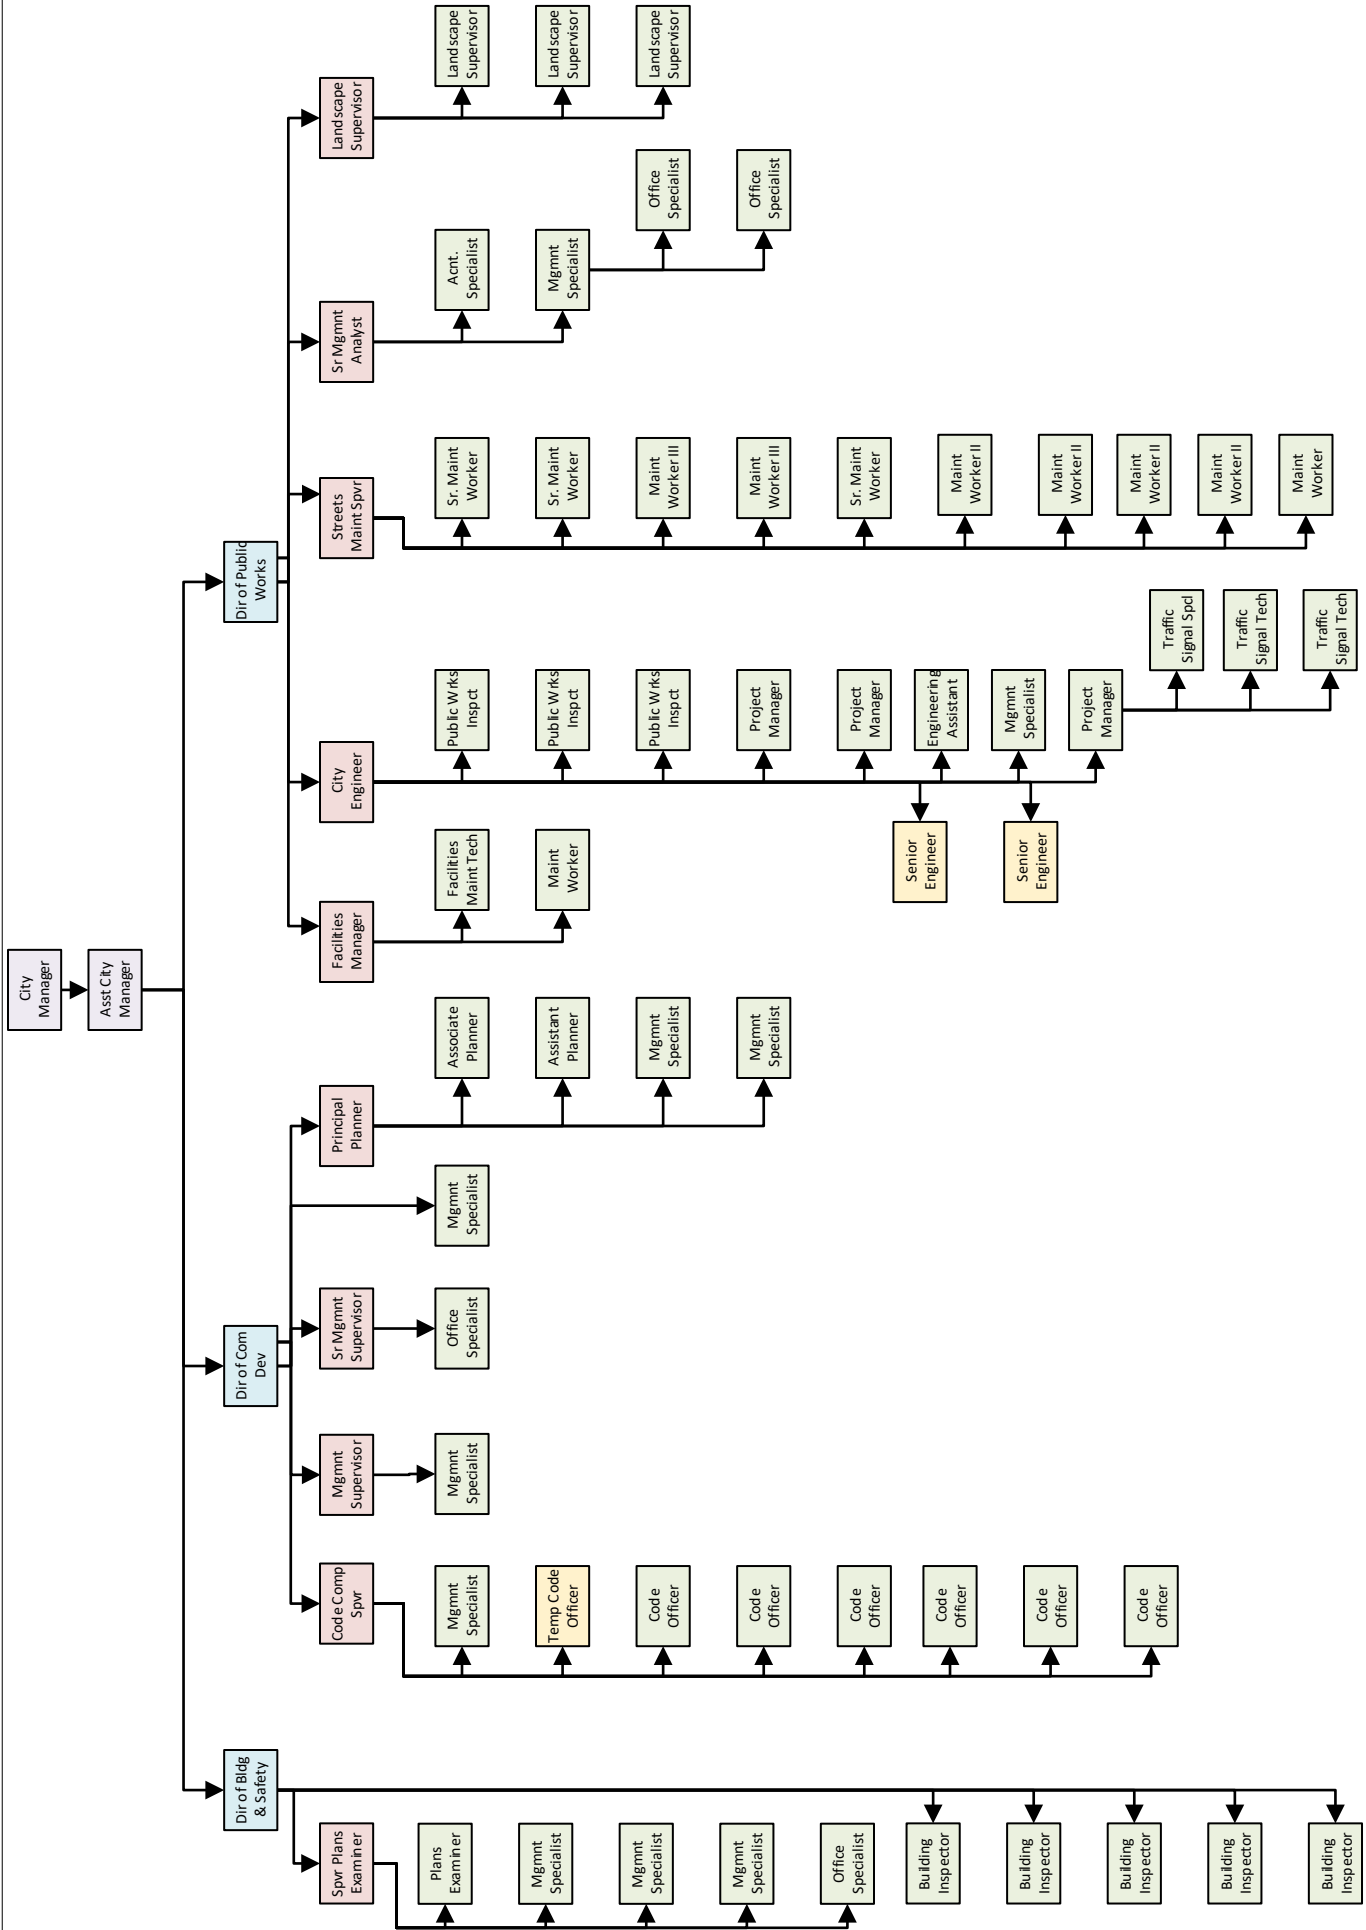 City
Manager
Asst City
Manager
Dir of Bldg
& Safety
Dir of Com
Dev
Dir of Public
Works
Spvr Plans
Examiner
Code Comp
Spvr
Mgmnt
Supervisor
Sr Mgmnt
Supervisor
Principal
Planner
Facilities
Manager
City
Engineer
Streets
Maint Spvr
Sr Mgmnt
Analyst
Landscape
Supervisor
Plans
Examiner
Mgmnt
Specialist
Mgmnt
Specialist
Mgmnt
Specialist
Office
Specialist
Building
Inspector
Building
Inspector
Building
Inspector
Building
Inspector
Building
Inspector
Mgmnt
Specialist
Temp Code
Officer
Code
Officer
Code
Officer
Code
Officer
Code
Officer
Code
Officer
Code
Officer
Mgmnt
Specialist
Office
Specialist
Mgmnt
Specialist
Associate
Planner
Assistant
Planner
Mgmnt
Specialist
Mgmnt
Specialist
Facilities
Maint Tech
Maint
Worker
Public Wrks
Inspct
Public Wrks
Inspct
Public Wrks
Inspct
Project
Manager
Project
Manager
Engineering
Assistant
Mgmnt
Specialist
Project
Manager
Senior
Engineer
Senior
Engineer
Traffic
Signal Spcl
Traffic
Signal Tech
Traffic
Signal Tech
Sr. Maint
Worker
Sr. Maint
Worker
Maint
Worker III
Maint
Worker III
Sr. Maint
Worker
Maint
Worker II
Maint
Worker II
Maint
Worker II
Maint
Worker II
Maint
Worker
Acnt.
Specialist
Mgmnt
Specialist
Office
Specialist
Office
Specialist
Landscape
Supervisor
Landscape
Supervisor
Landscape
Supervisor